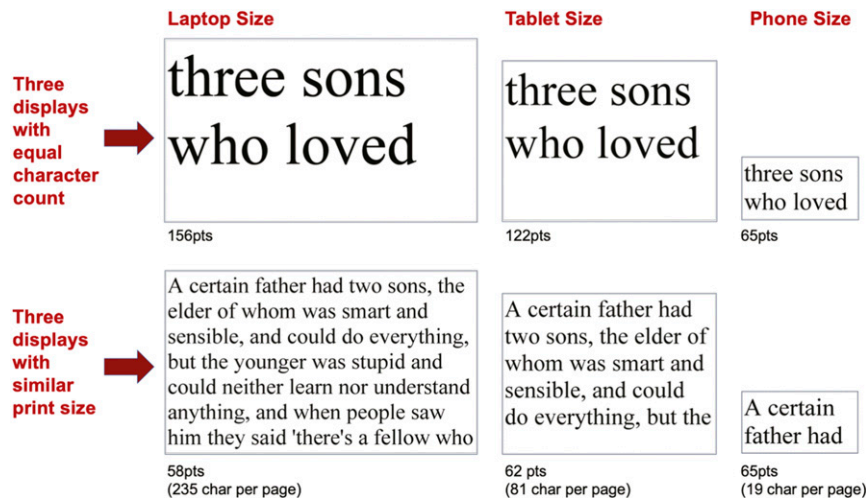 Laptop Size
Tablet Size
Phone Size
Three
displays
with
equal
character
count
three sons
who loved
156pts
three sons
who loved
122pts
three sons
who loved
65pts
Three
displays
with
similar
print size
A certain father had two sons, the
elder of whom was smart and
sensible, and could do everything,
but the younger was stupid and
could neither learn nor understand
anything, and when people saw
him they said 'there's a fellow who
58pts
(235 char per page)
A certain father had
two sons, the elder of
whom was smart and
sensible, and could
do everything, but the
62 pts
(81 char per page)
A certain
father had
65pts
(19 char per page)